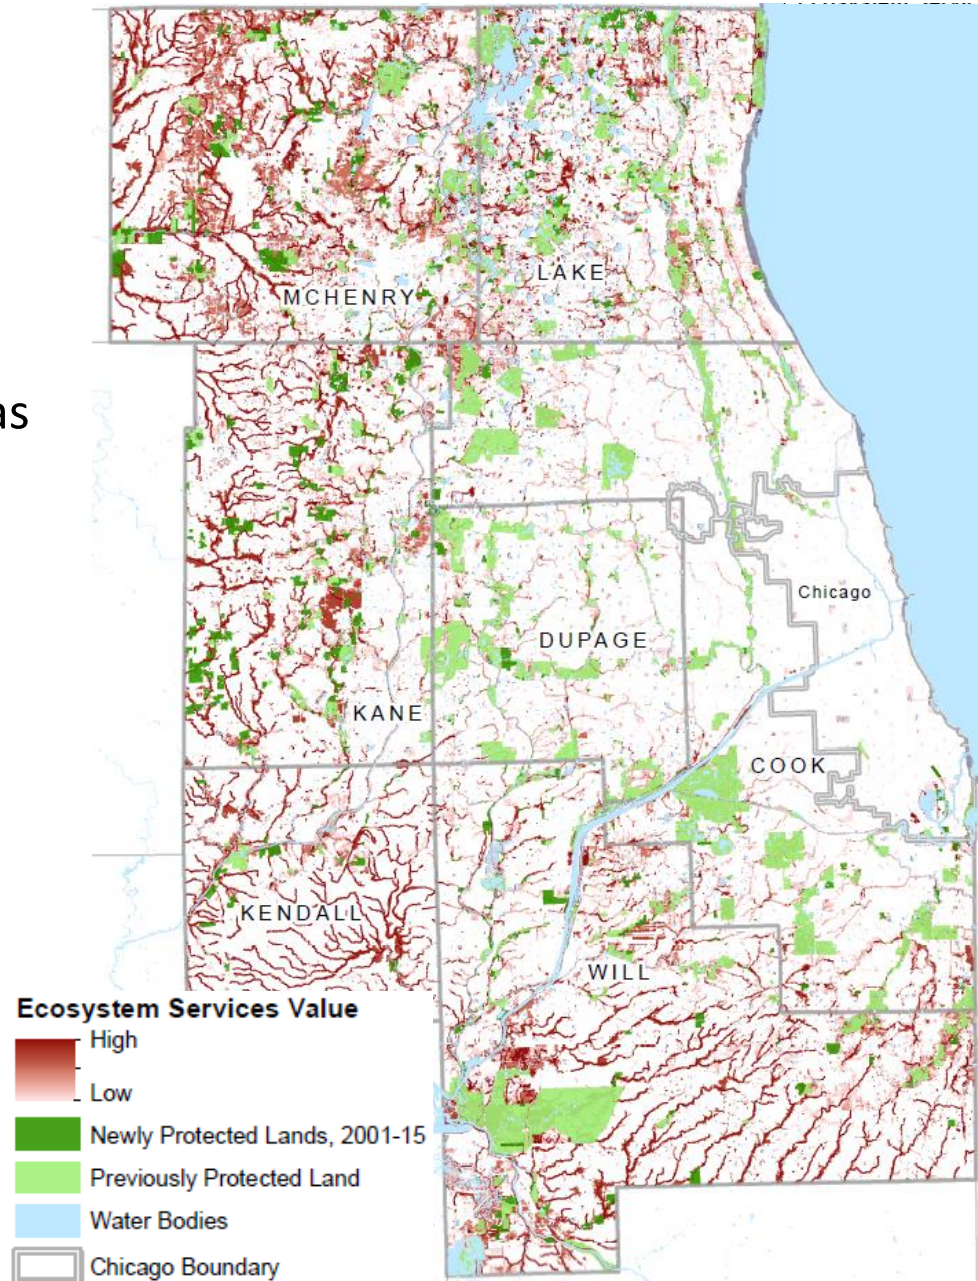 as
LAKE
MCHENRY
Chicago
DUPAGE
KANE
COOK
KENDALL
WILL
Ecosystem Services Value
High
Low
Newly Protected Lands, 2001-15
Previously Protected Land
Water Bodies
Chicago Boundary